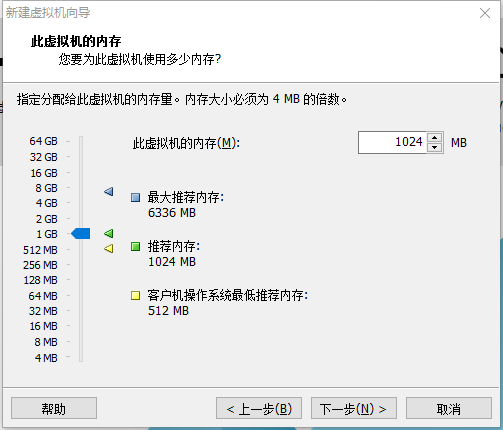 新建虚拟机向导
此虚拟机的内存
您要为此虚拟机使用多少内存?
指定分配给此虚拟机的内存量。内存大小必须为 4 MB 的倍数。
此虚拟机的内存(M):
1024
MB
64 GB
32 GB
16 GB
8 GB
4 GB
2 GB
1 GB
512 MB
256 MB
128 MB
64 MB
32 MB
16 MB
8 MB
4 MB
最大推荐内存:
6336 MB
推荐内存:
1024 MB
客户机操作系统最低推荐内存:
512 MB
帮助
< 上一步(B)
下一步(N) >
取消